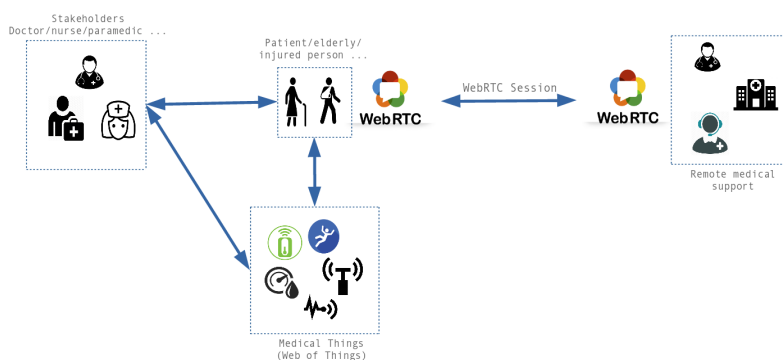 Stakeholders
Doctor/nurse/paramedic ...
Patient/elderly/
injured person ...
WebRTC
WebRTC Session
WebRTC
Remote medical
support
Medical Things
(Web of Things)